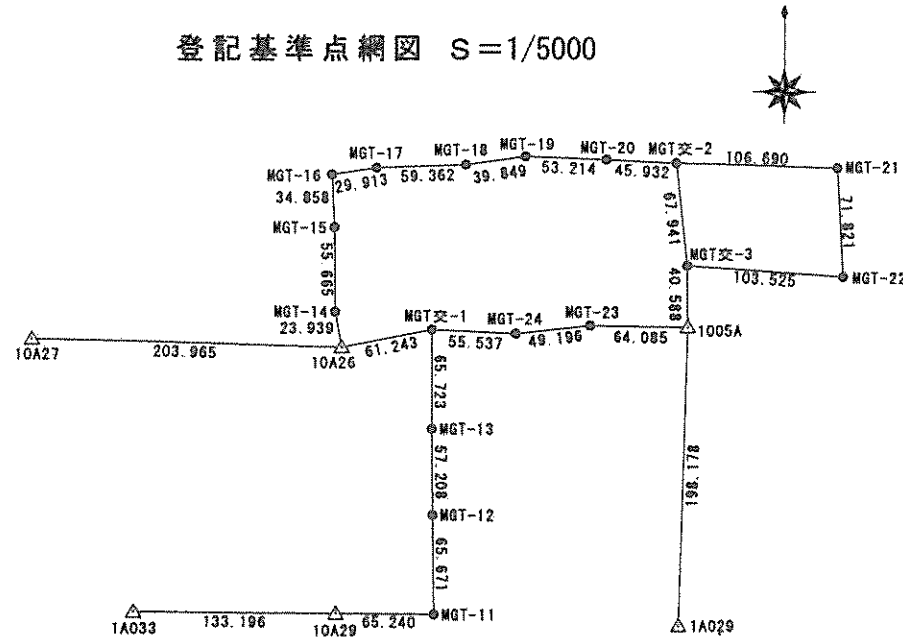 登記基準点網図 S=1/5000
MGT-16
MGT-17
MGT-18
MGT-19
MGT-20
MGT交-2
106.690
MGT-21
29.913
59.362
39.849
53.214
45.932
34.858
67.941
71.821
MGT-15
55.665
MGT交-3
103.525
MGT-22
MGT-14
23.939
40.588
10A27
203.965
10A26
61.243
MGT交-1
55.537
MGT-24
49.196
MGT-23
64.085
1005A
65.723
MGT-13
57.208
198.178
MGT-12
65.671
1A033
133.196
10A29
65.240
MGT-11
1A029